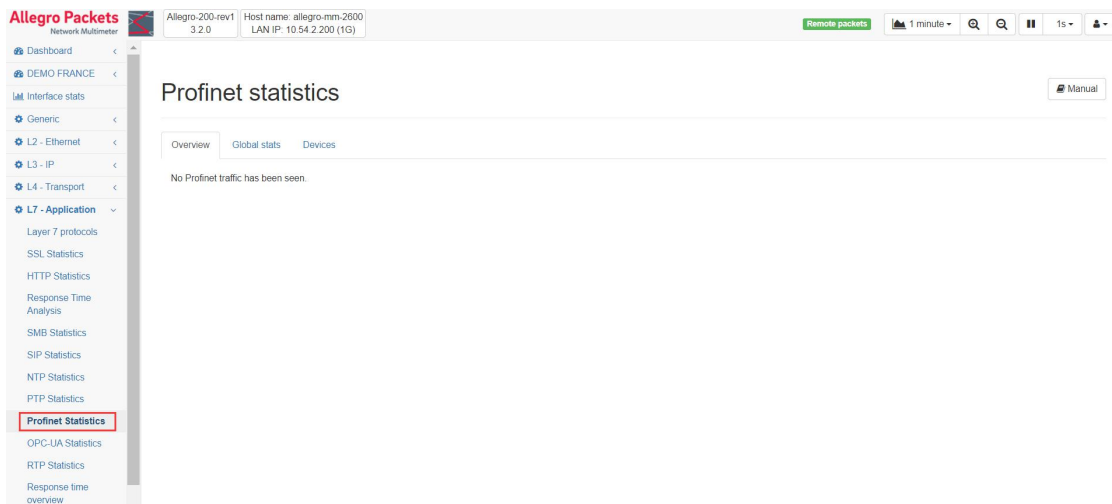 Allegro Packets
Network Multimeter
Allegro-200-rev1
3.2.0
Host name: allegro-mm-2600
LAN IP: 10.54.2.200 (1G)
Remote packets
1 minute
1s
Dashboard
DEMO FRANCE
Interface stats
Generic
L2 - Ethernet
L3 - IP
L4 - Transport
L7 - Application
Layer 7 protocols
SSL Statistics
HTTP Statistics
Response Time
Analysis
SMB Statistics
SIP Statistics
NTP Statistics
PTP Statistics
Profinet Statistics
OPC-UA Statistics
RTP Statistics
Response time
overview
Profinet statistics
Manual
Overview Global stats Devices
No Profinet traffic has been seen.